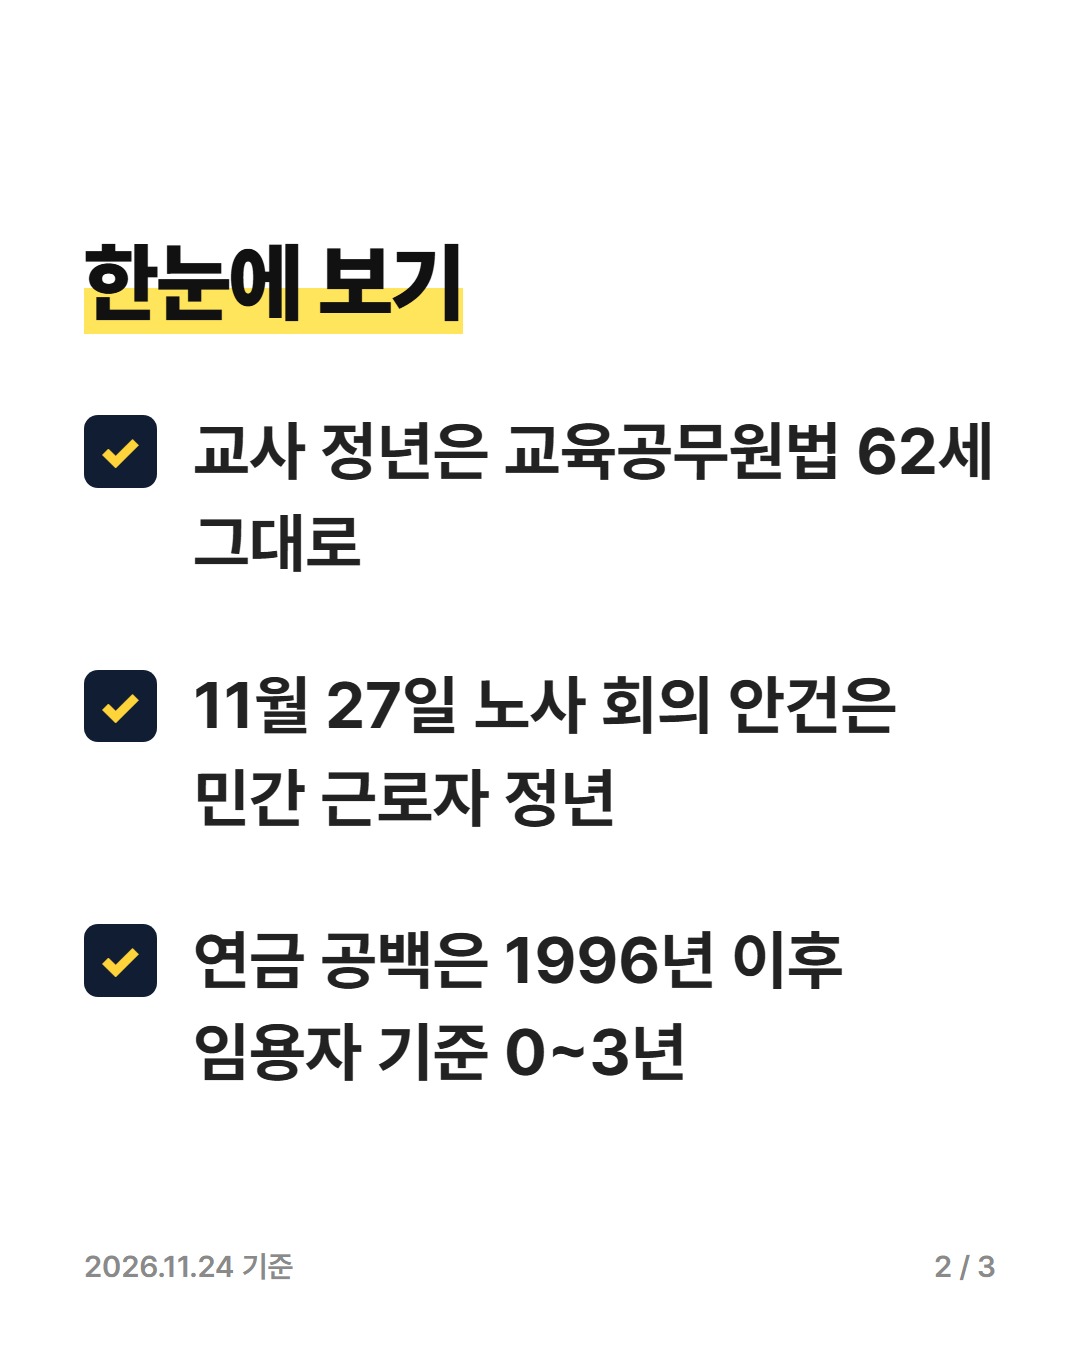 한눈에 보기
교사 정년은 교육공무원법 62세
그대로
11월 27일 노사 회의 안건은
민간 근로자 정년
연금 공백은 1996년 이후
임용자 기준 0~3년
2026.11.24 기준
2 / 3